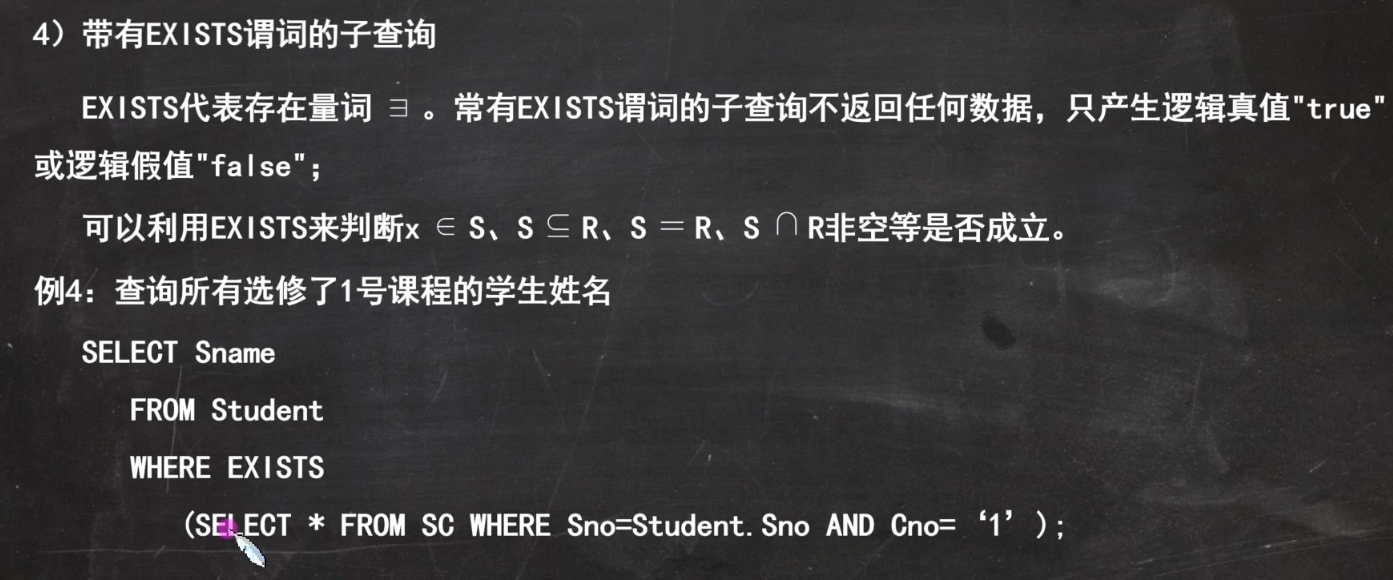 4）带有EXISTS谓词的子查询
EXISTS代表存在量词 ∃ 。常有EXISTS谓词的子查询不返回任何数据，只产生逻辑真值"true"
或逻辑假值"false"；
可以利用EXISTS来判断x ∈ S、S ⊆ R、S ＝ R、S ∩ R非空等是否成立。
例4：查询所有选修了1号课程的学生姓名
SELECT Sname
FROM Student
WHERE EXISTS
(SELECT * FROM SC WHERE Sno=Student.Sno AND Cno= ‘1’ );